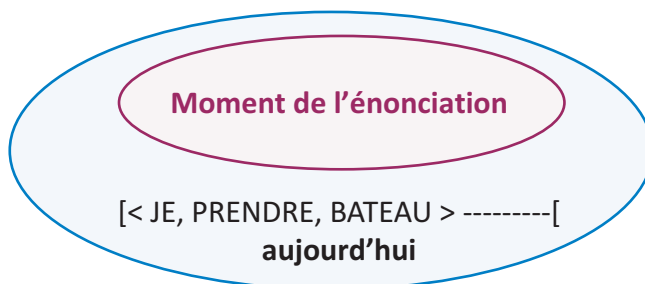 Moment de l’énonciation
[< JE, PRENDRE, BATEAU > ---------[
aujourd’hui